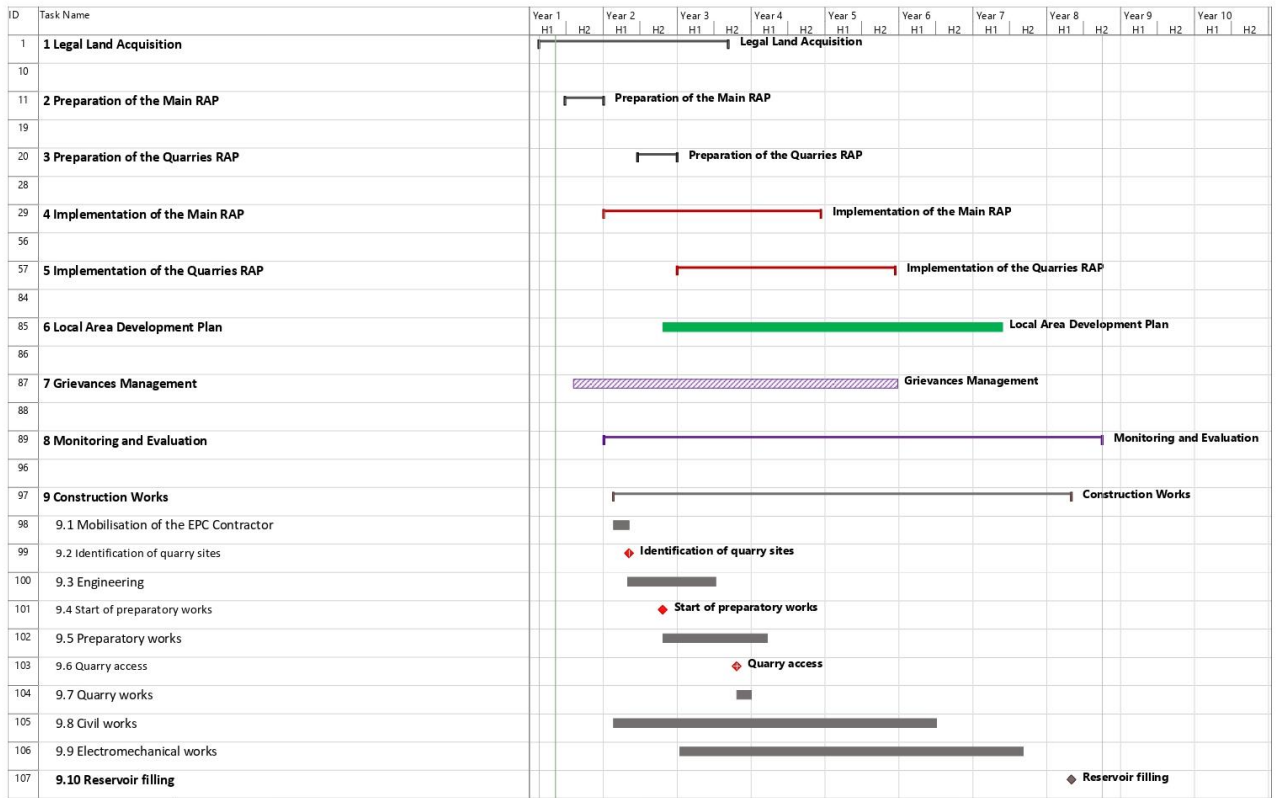 ID Task Name Year 1 Year 2 Year 3 Year 4 Year 5 Year 6 Year 7 Year 8 Year 9 Year 10
H1 H2 H1 H2 H1 H2 H1 H2 H1 H2 H1 H2 H1 H2 H1 H2 H1 H2 H1 H2
1 1 Legal Land Acquisition Legal Land Acquisition
10
11 2 Preparation of the Main RAP Preparation of the Main RAP
19
20 3 Preparation of the Quarries RAP Preparation of the Quarries RAP
28
29 4 Implementation of the Main RAP Implementation of the Main RAP
56
57 5 Implementation of the Quarries RAP Implementation of the Quarries RAP
84
85 6 Local Area Development Plan Local Area Development Plan
86
87 7 Grievances Management Grievances Management
88
89 8 Monitoring and Evaluation Monitoring and Evaluation
96
97 9 Construction Works Construction Works
98 9.1 Mobilisation of the EPC Contractor
99 9.2 Identification of quarry sites Identification of quarry sites
100 9.3 Engineering
101 9.4 Start of preparatory works Start of preparatory works
102 9.5 Preparatory works
103 9.6 Quarry access Quarry access
104 9.7 Quarry works
105 9.8 Civil works
106 9.9 Electromechanical works
107 9.10 Reservoir filling Reservoir filling